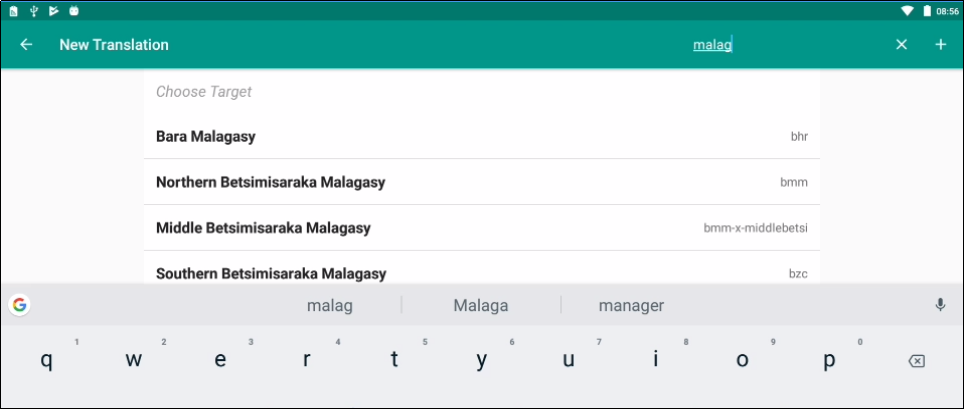 08:56
New Translation malag
Choose Target
Bara Malagasy bhr
Northern Betsimisaraka Malagasy bmm
Middle Betsimisaraka Malagasy bmm-x-middlebetsi
Southern Betsimisaraka Malagasy bzc
G malag Malaga manager
1 2 3 4 5 6 7 8 9 0
q w e r t y u i o p